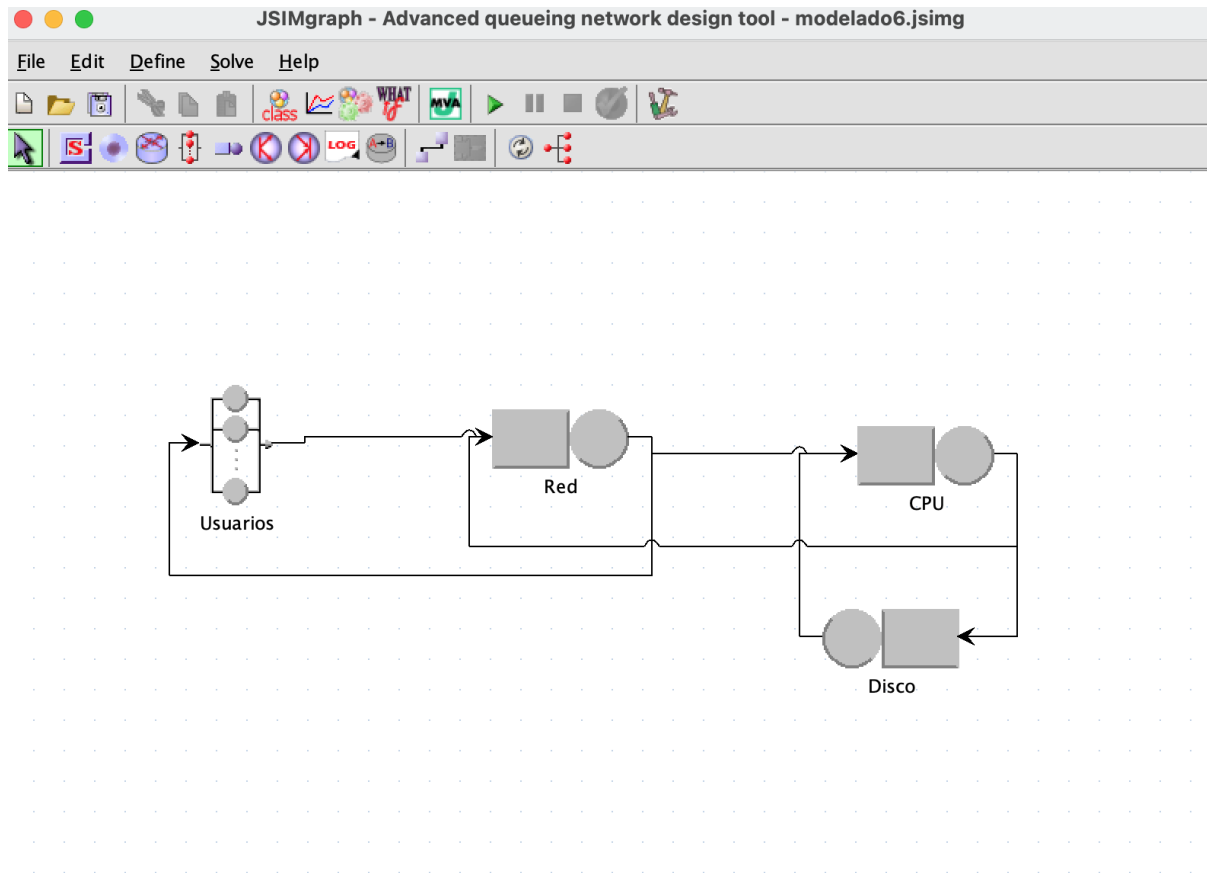 JSIMgraph - Advanced queueing network design tool - modelado6.jsimg
File Edit Define Solve Help
class WHAT if MVA
S LOG A→B
Red
CPU
Usuarios
Disco